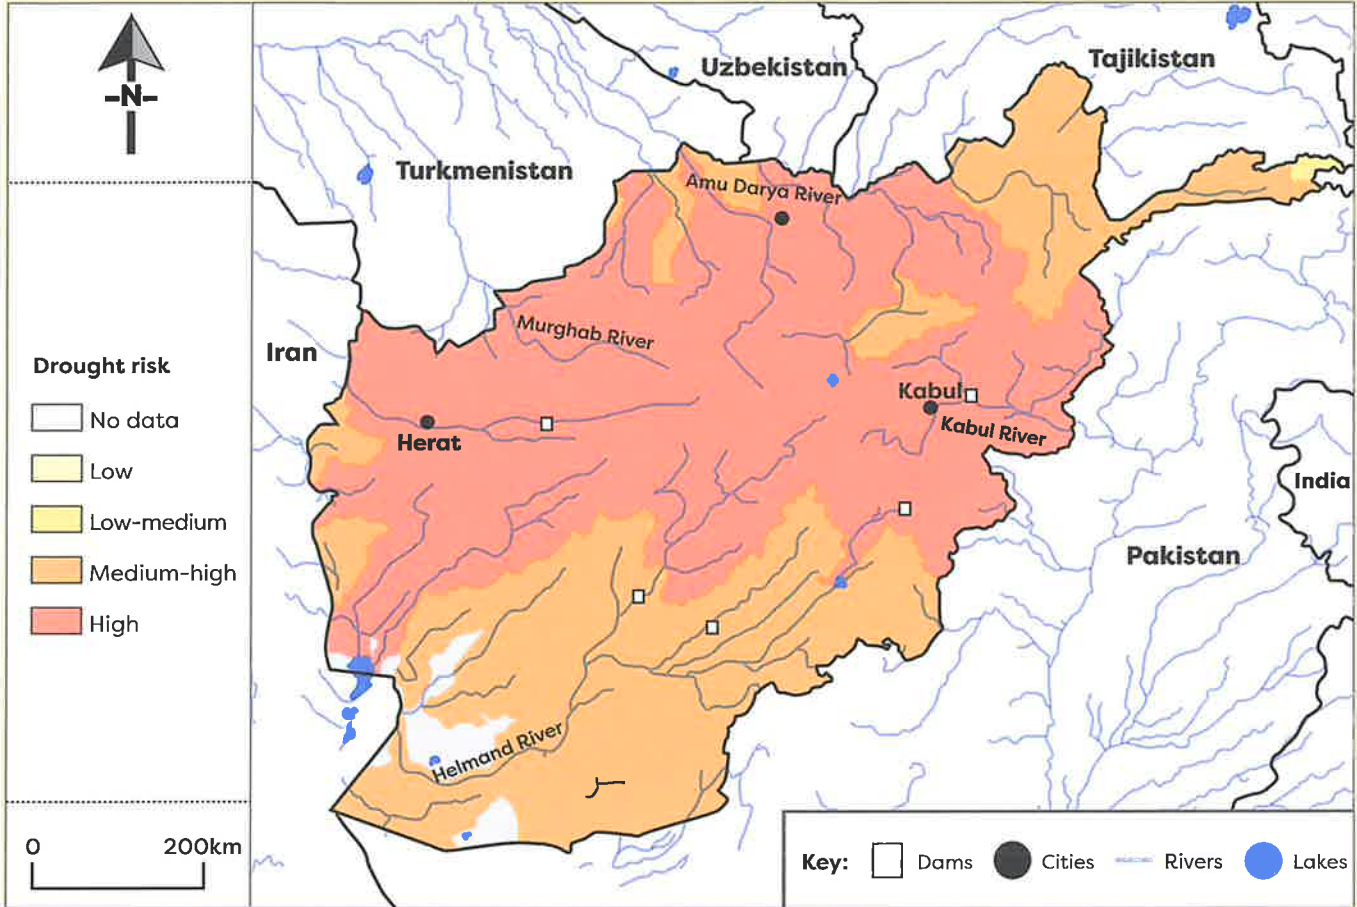 -N-
Drought risk
No data
Low
Low-medium
Medium-high
High
0 200km
Uzbekistan
Tajikistan
Turkmenistan
Amu Darya River
Murghab River
Iran
Kabul
Herat
Kabul River
India
Pakistan
Helmand River
Key: Dams Cities Rivers Lakes